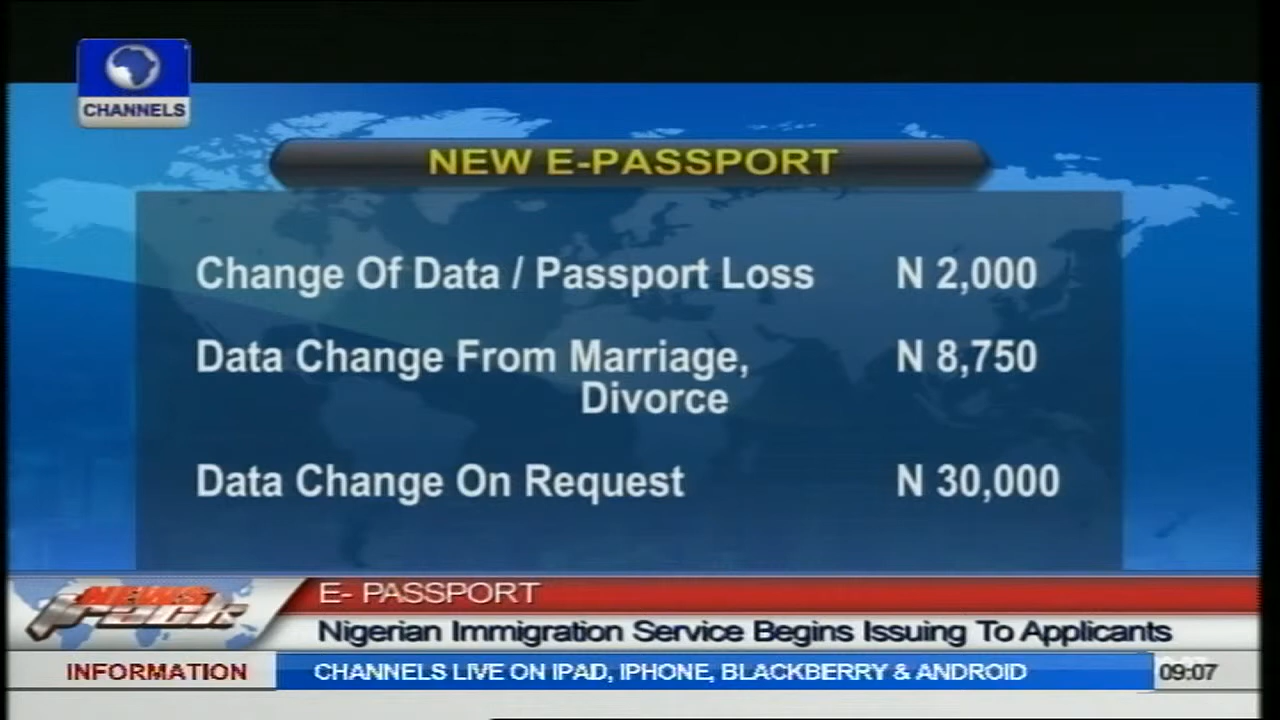 CHANNELS
NEW E-PASSPORT
Change Of Data / Passport Loss N 2,000
Data Change From Marriage, N 8,750
Divorce
Data Change On Request N 30,000
NEWS
track
E- PASSPORT
Nigerian Immigration Service Begins Issuing To Applicants
INFORMATION CHANNELS LIVE ON IPAD, IPHONE, BLACKBERRY & ANDROID 09:07